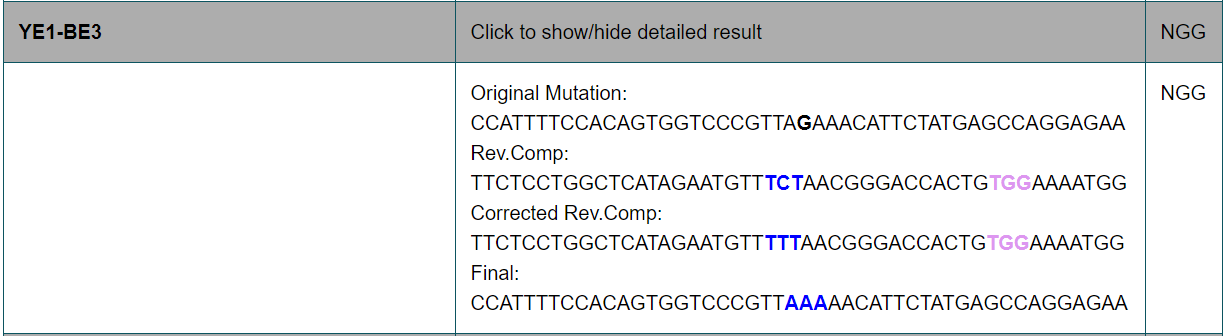 YE1-BE3 Click to show/hide detailed result NGG
Original Mutation: NGG
CCATTTTCCACAGTGGTCCCGTTAGAAACATTCTATGAGCCAGGAGAA
Rev.Comp:
TTCTCCTGGCTCATAGAATGTTTCTAACGGGACCACTGTGGAAAATGG
Corrected Rev.Comp:
TTCTCCTGGCTCATAGAATGTTTTTAACGGGACCACTGTGGAAAATGG
Final:
CCATTTTCCACAGTGGTCCCGTTAAAAACATTCTATGAGCCAGGAGAA